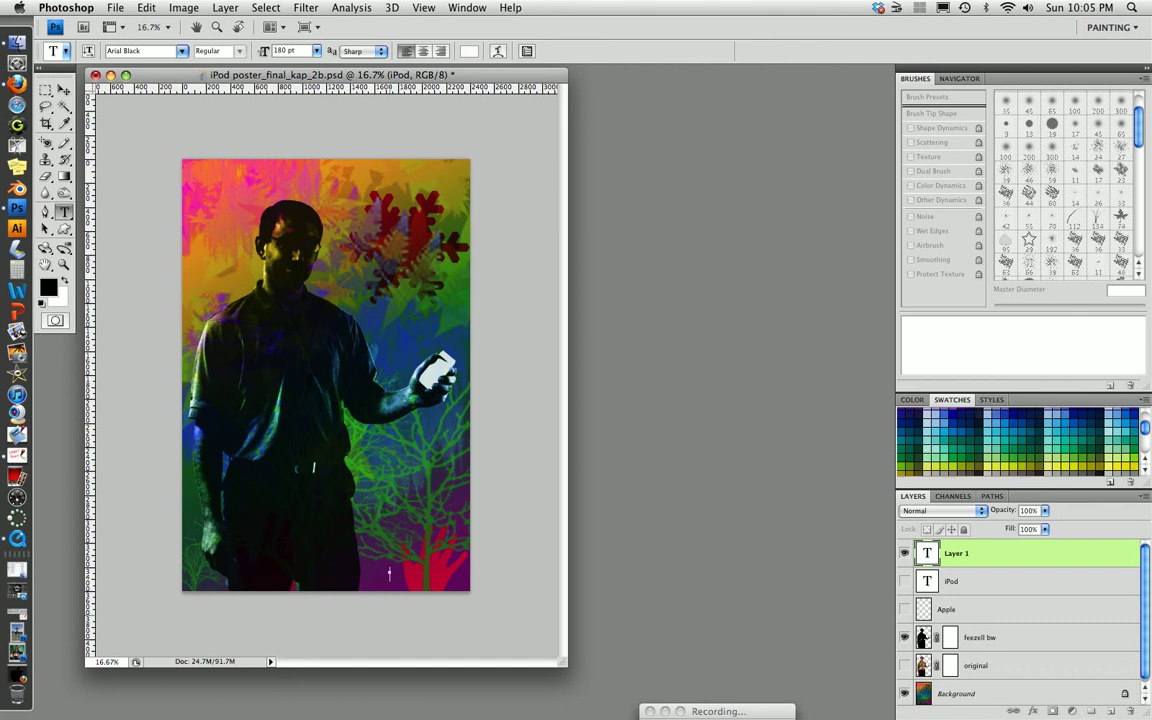 Photoshop File Edit Image Layer Select Filter Analysis 3D View Window Help Sun 10:05 PM
Ps Br 16.7% PAINTING
T Arial Black Regular 180 pt Sharp
iPod poster_final_kap_2b.psd @ 16.7% (iPod, RGB/8) *
BRUSHES NAVIGATOR
Brush Presets
Brush Tip Shape
Shape Dynamics
Scattering
Texture
Dual Brush
Color Dynamics
Other Dynamics
Noise
Wet Edges
Airbrush
Smoothing
Protect Texture
Master Diameter
COLOR SWATCHES STYLES
LAYERS CHANNELS PATHS
Normal Opacity: 100%
Lock: Fill: 100%
T Layer 1
T iPod
Apple
feezell bw
original
Background
16.67% Doc: 24.7M/91.7M
Recording...